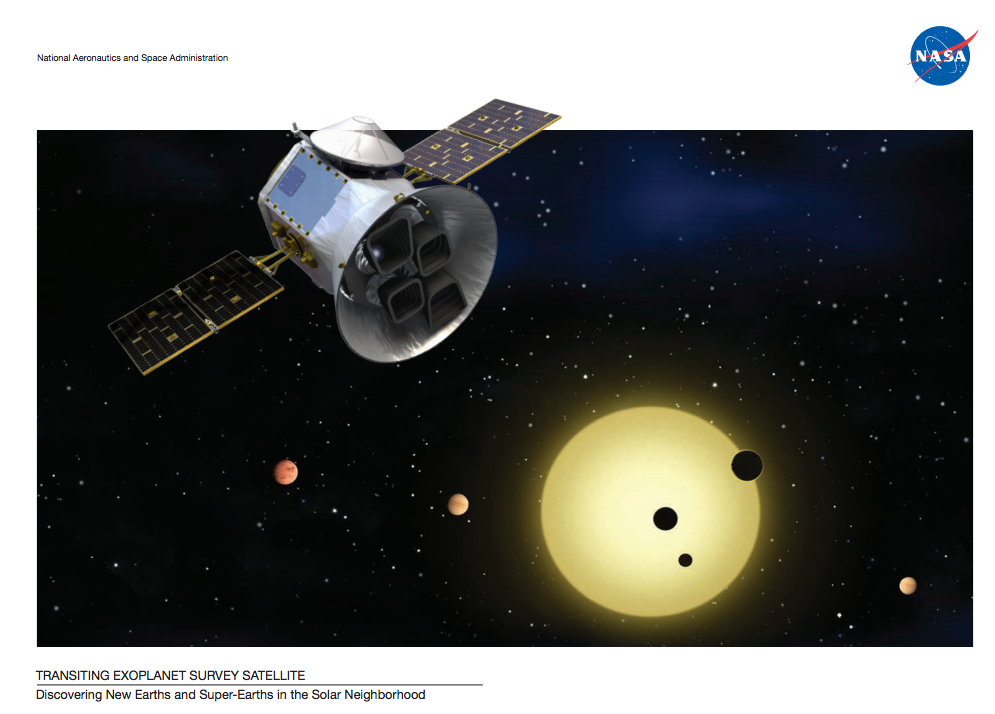 National Aeronautics and Space Administration
NASA
TRANSITING EXOPLANET SURVEY SATELLITE
Discovering New Earths and Super-Earths in the Solar Neighborhood